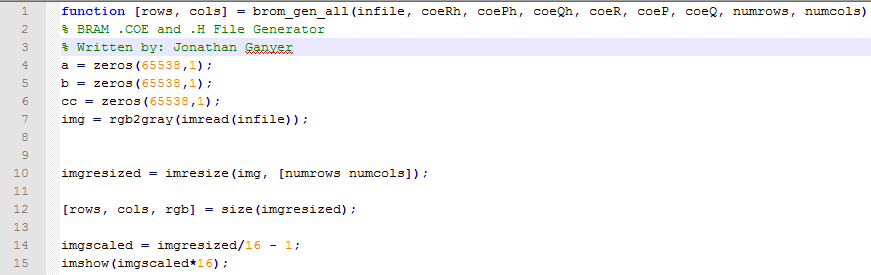 1 function [rows, cols] = brom_gen_all(infile, coeRh, coePh, coeQh, coeR, coeP, coeQ, numrows, numcols)
2 % BRAM .COE and .H File Generator
3 % Written by: Jonathan Ganyer
4 a = zeros(65538,1);
5 b = zeros(65538,1);
6 cc = zeros(65538,1);
7 img = rgb2gray(imread(infile));
8
9
10 imgresized = imresize(img, [numrows numcols]);
11
12 [rows, cols, rgb] = size(imgresized);
13
14 imgscaled = imgresized/16 - 1;
15 imshow(imgscaled*16);